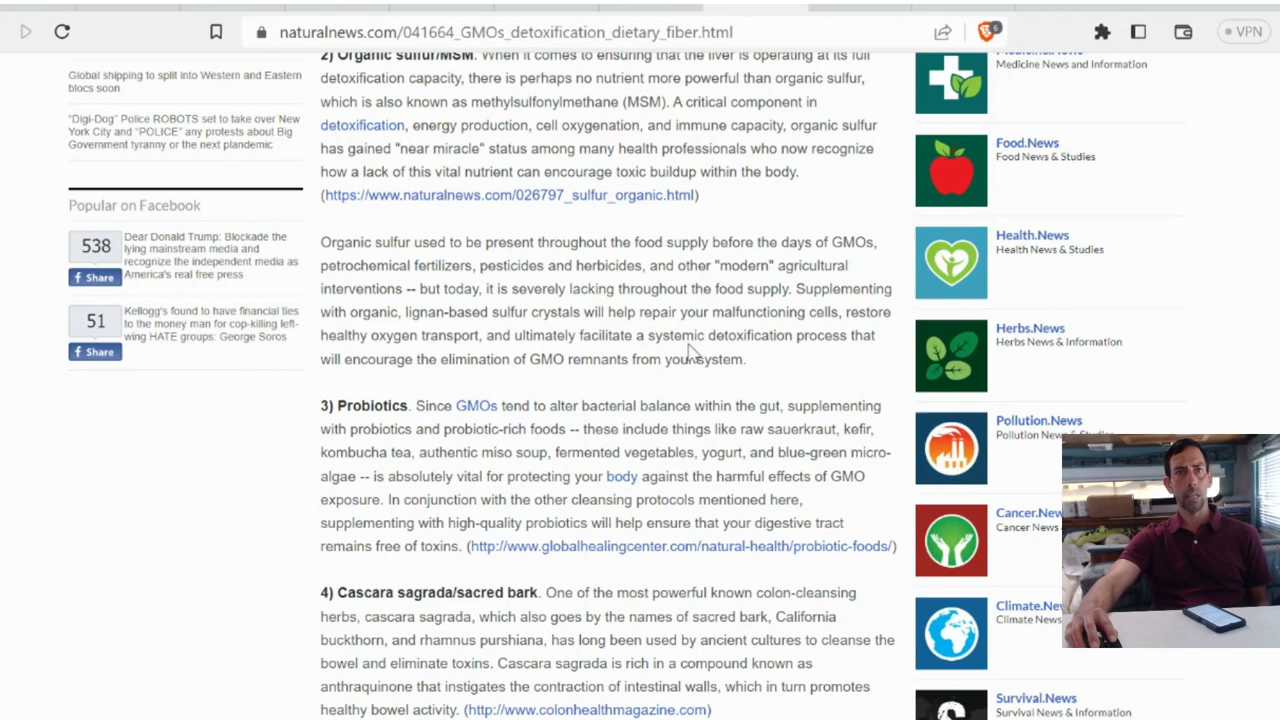 naturalnews.com/041664_GMOs_detoxification_dietary_fiber.html
6
VPN
Global shipping to split into Western and Eastern
blocs soon
"Digi-Dog" Police ROBOTS set to take over New
York City and "POLICE" any protests about Big
Government tyranny or the next pandemic
Popular on Facebook
538
Share
Dear Donald Trump: Blockade the
lying mainstream media and
recognize the independent media as
America's real free press
51
Share
Kellogg's found to have financial ties
to the money man for cop-killing left-
wing HATE groups: George Soros
2) Organic sulfur/MSM. When it comes to ensuring that the liver is operating at its full
detoxification capacity, there is perhaps no nutrient more powerful than organic sulfur,
which is also known as methylsulfonylmethane (MSM). A critical component in
detoxification, energy production, cell oxygenation, and immune capacity, organic sulfur
has gained "near miracle" status among many health professionals who now recognize
how a lack of this vital nutrient can encourage toxic buildup within the body.
(https://www.naturalnews.com/026797_sulfur_organic.html)
Organic sulfur used to be present throughout the food supply before the days of GMOs,
petrochemical fertilizers, pesticides and herbicides, and other "modern" agricultural
interventions -- but today, it is severely lacking throughout the food supply. Supplementing
with organic, lignan-based sulfur crystals will help repair your malfunctioning cells, restore
healthy oxygen transport, and ultimately facilitate a systemic detoxification process that
will encourage the elimination of GMO remnants from your system.
3) Probiotics. Since GMOs tend to alter bacterial balance within the gut, supplementing
with probiotics and probiotic-rich foods -- these include things like raw sauerkraut, kefir,
kombucha tea, authentic miso soup, fermented vegetables, yogurt, and blue-green micro-
algae -- is absolutely vital for protecting your body against the harmful effects of GMO
exposure. In conjunction with the other cleansing protocols mentioned here,
supplementing with high-quality probiotics will help ensure that your digestive tract
remains free of toxins. (http://www.globalhealingcenter.com/natural-health/probiotic-foods/)
4) Cascara sagrada/sacred bark. One of the most powerful known colon-cleansing
herbs, cascara sagrada, which also goes by the names of sacred bark, California
buckthorn, and rhamnus purshiana, has long been used by ancient cultures to cleanse the
bowel and eliminate toxins. Cascara sagrada is rich in a compound known as
anthraquinone that instigates the contraction of intestinal walls, which in turn promotes
healthy bowel activity. (http://www.colonhealthmagazine.com)
Medicine News and Information
Food.News
Food News & Studies
Health.News
Health News & Studies
Herbs.News
Herbs News & Information
Pollution.News
Pollution News &
Cancer.News
Cancer News
Climate.New
Climate News
Survival.News
Survival News & Information